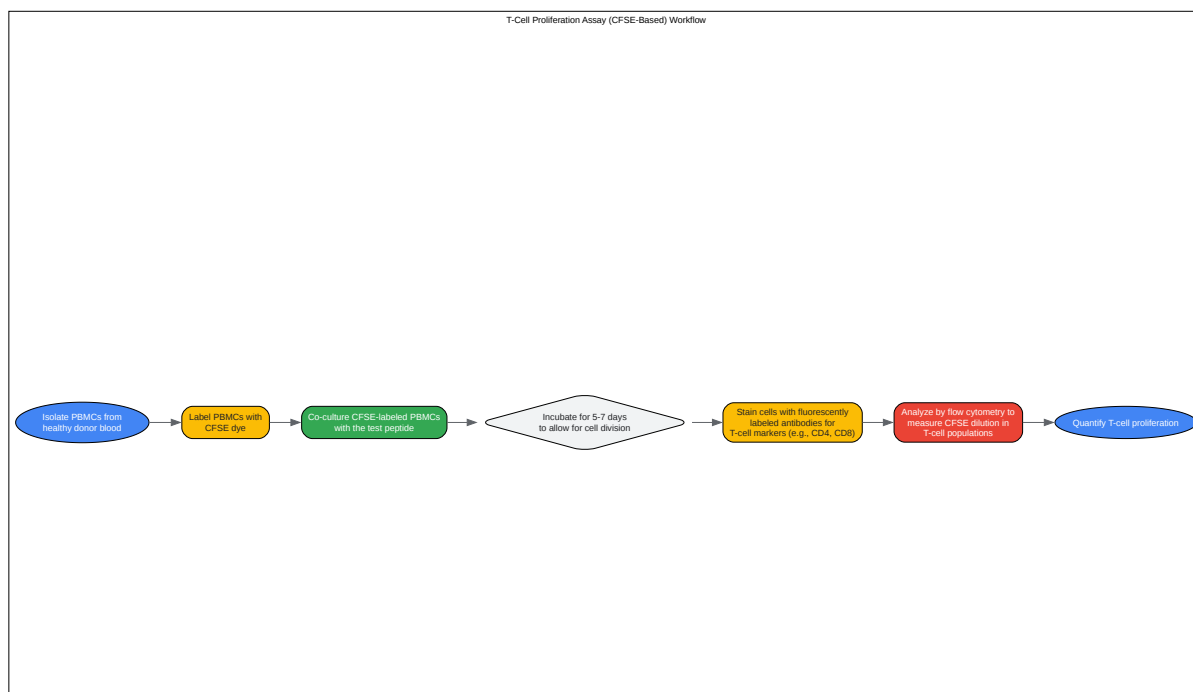 T-Cell Proliferation Assay (CFSE-Based) Workflow
Isolate PBMCs from
healthy donor blood
Label PBMCs with
CFSE dye
Co-culture CFSE-labeled PBMCs
with the test peptide
Incubate for 5-7 days
to allow for cell division
Stain cells with fluorescently
labeled antibodies for
T-cell markers (e.g., CD4, CD8)
Analyze by flow cytometry to
measure CFSE dilution in
T-cell populations
Quantify T-cell proliferation